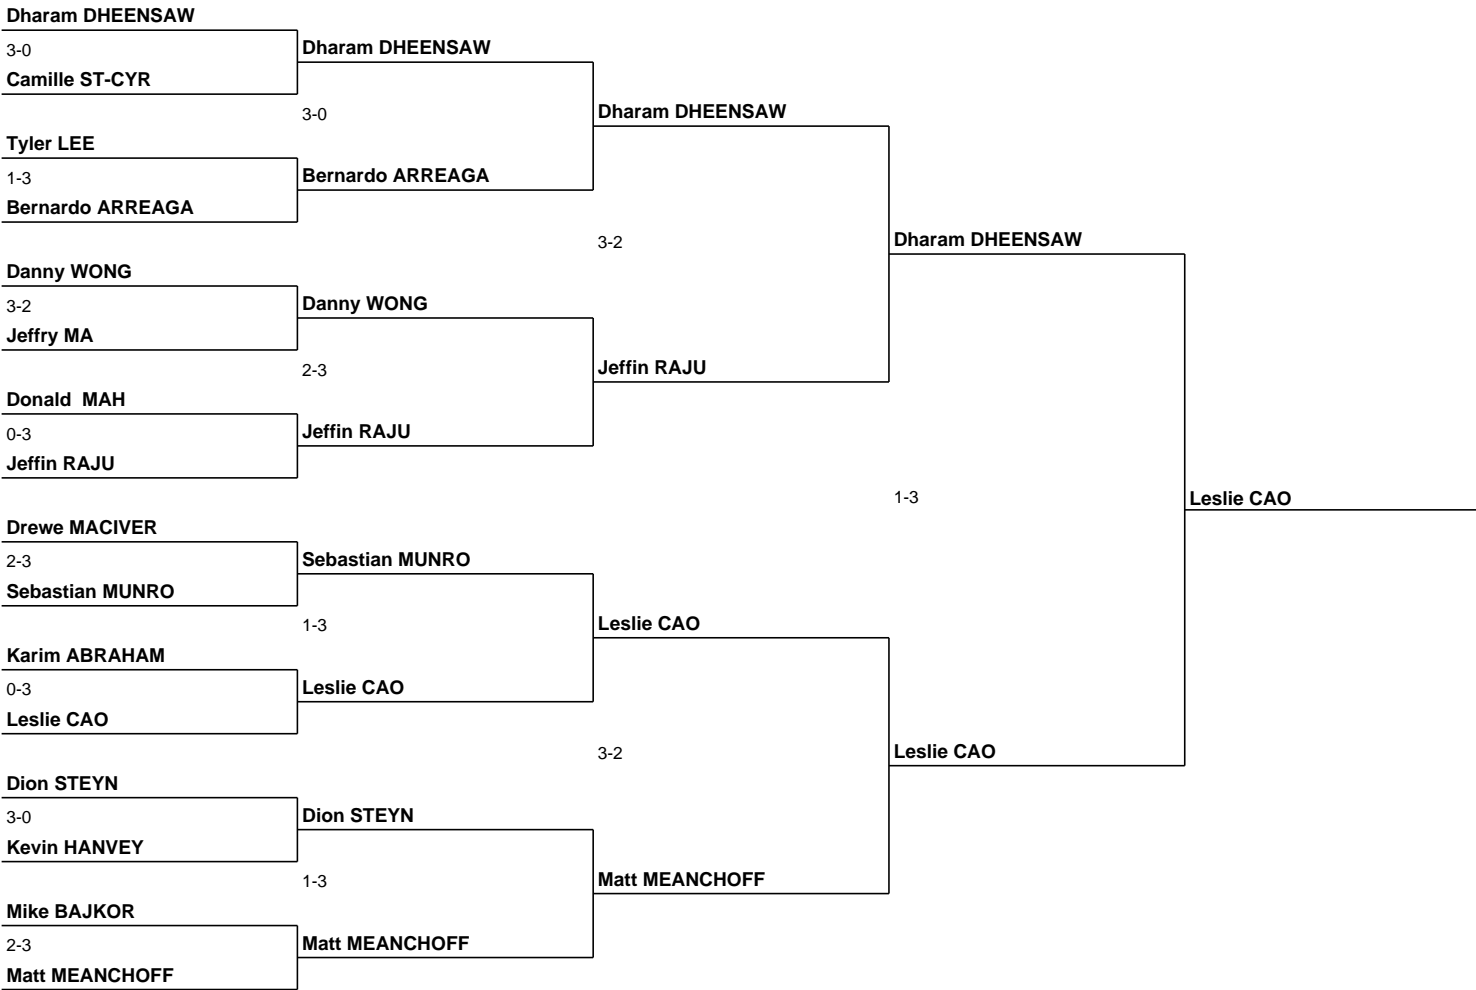 Dharam DHEENSAW
3-0
Camille ST-CYR
Tyler LEE
1-3
Bernardo ARREAGA
Danny WONG
3-2
Jeffry MA
Donald  MAH
0-3
Jeffin RAJU
Drewe MACIVER
2-3
Sebastian MUNRO
Karim ABRAHAM
0-3
Leslie CAO
Dion STEYN
3-0
Kevin HANVEY
Mike BAJKOR
2-3
Matt MEANCHOFF
Dharam DHEENSAW
3-0
Bernardo ARREAGA
Danny WONG
2-3
Jeffin RAJU
Sebastian MUNRO
1-3
Leslie CAO
Dion STEYN
1-3
Matt MEANCHOFF
Dharam DHEENSAW
3-2
Jeffin RAJU
Leslie CAO
3-2
Matt MEANCHOFF
Dharam DHEENSAW
1-3
Leslie CAO
Leslie CAO